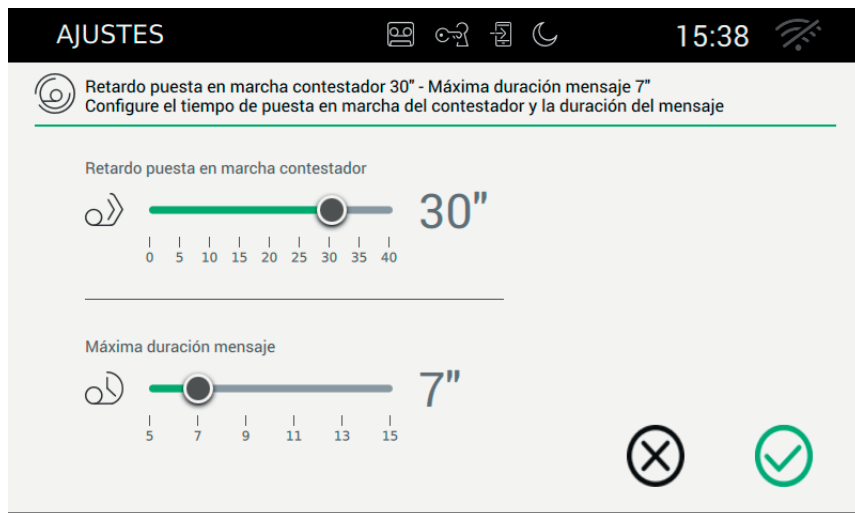 AJUSTES 15:38
Retardo puesta en marcha contestador 30" - Máxima duración mensaje 7"
Configure el tiempo de puesta en marcha del contestador y la duración del mensaje
Retardo puesta en marcha contestador
30"
0 5 10 15 20 25 30 35 40
Máxima duración mensaje
7"
5 7 9 11 13 15